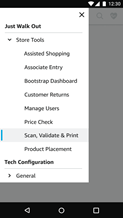 12:30
Just Walk Out
Store Tools
Assisted Shopping
Associate Entry
Bootstrap Dashboard
Customer Returns
Manage Users
Price Check
Scan, Validate & Print
Product Placement
Tech Configuration
General